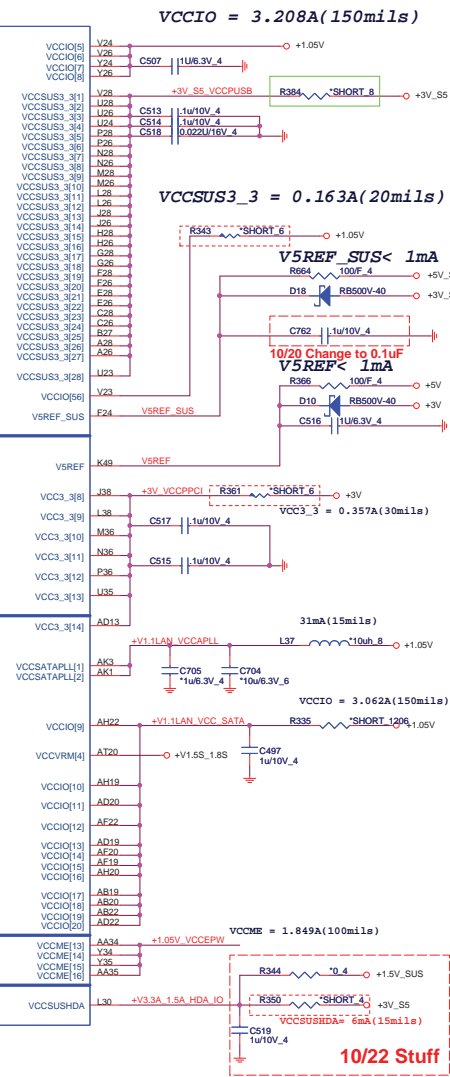 VCCIO = 3.208A(150mils)
VCCIO[5] V24
VCCIO[6] V26
VCCIO[7] Y24
VCCIO[8] Y26
+1.05V
C507 1U/6.3V_4
VCCSUS3_3[1] V28
VCCSUS3_3[2] U28
VCCSUS3_3[3] U26
VCCSUS3_3[4] U24
VCCSUS3_3[5] P28
VCCSUS3_3[6] P26
VCCSUS3_3[7] N28
VCCSUS3_3[8] N26
VCCSUS3_3[9] M28
VCCSUS3_3[10] M26
VCCSUS3_3[11] L28
VCCSUS3_3[12] L26
VCCSUS3_3[13] J28
VCCSUS3_3[14] J26
VCCSUS3_3[15] H28
VCCSUS3_3[16] H26
VCCSUS3_3[17] G28
VCCSUS3_3[18] G26
VCCSUS3_3[19] F28
VCCSUS3_3[20] F26
VCCSUS3_3[21] E28
VCCSUS3_3[22] E26
VCCSUS3_3[23] C28
VCCSUS3_3[24] C26
VCCSUS3_3[25] B27
VCCSUS3_3[26] A28
VCCSUS3_3[27] A26
VCCSUS3_3[28] U23
+3V_S5_VCCPUSB R384 *SHORT_8 +3V_S5
C513 .1u/10V_4
C514 .1u/10V_4
C518 0.022U/16V_4
VCCSUS3_3 = 0.163A(20mils)
R343 *SHORT_6 +1.05V
V5REF_SUS< 1mA
R664 100/F_4
D18 RB500V-40
C762 .1u/10V_4
10/20 Change to 0.1uF
VCCIO[56] V23
V5REF_SUS F24 V5REF_SUS
V5REF< 1mA
R366 100/F_4 +5V
D10 RB500V-40 +3V
C516 1U/6.3V_4
V5REF K49 V5REF
VCC3_3[8] J38 +3V_VCCPPCI R361 *SHORT_6 +3V
VCC3_3 = 0.357A(30mils)
VCC3_3[9] L38
VCC3_3[10] M36
VCC3_3[11] N36
VCC3_3[12] P36
VCC3_3[13] U35
C517 .1u/10V_4
C515 .1u/10V_4
VCC3_3[14] AD13
31mA(15mils)
+V1.1LAN_VCCAPLL L37 *10uh_8 +1.05V
VCCSATAPLL[1] AK3
VCCSATAPLL[2] AK1
C705 *1u/6.3V_4
C704 *10u/6.3V_6
VCCIO = 3.062A(150mils)
VCCIO[9] AH22 +V1.1LAN_VCC_SATA R335 *SHORT_1206 +1.05V
VCCVRM[4] AT20 +V1.5S_1.8S
C497 1u/10V_4
VCCIO[10] AH19
VCCIO[11] AD20
VCCIO[12] AF22
VCCIO[13] AD19
VCCIO[14] AF20
VCCIO[15] AF19
VCCIO[16] AH20
VCCIO[17] AB19
VCCIO[18] AB20
VCCIO[19] AB22
VCCIO[20] AD22
VCCME = 1.849A(100mils)
VCCME[13] AA34 +1.05V_VCCEPW
VCCME[14] Y34
VCCME[15] Y35
VCCME[16] AA35
R344 *0_4 +1.5V_SUS
VCCSUSHDA L30 +V3.3A_1.5A_HDA_IO R350 *SHORT_4 +3V_S5
VCCSUSHDA= 6mA(15mils)
C519 1u/10V_4
10/22 Stuff